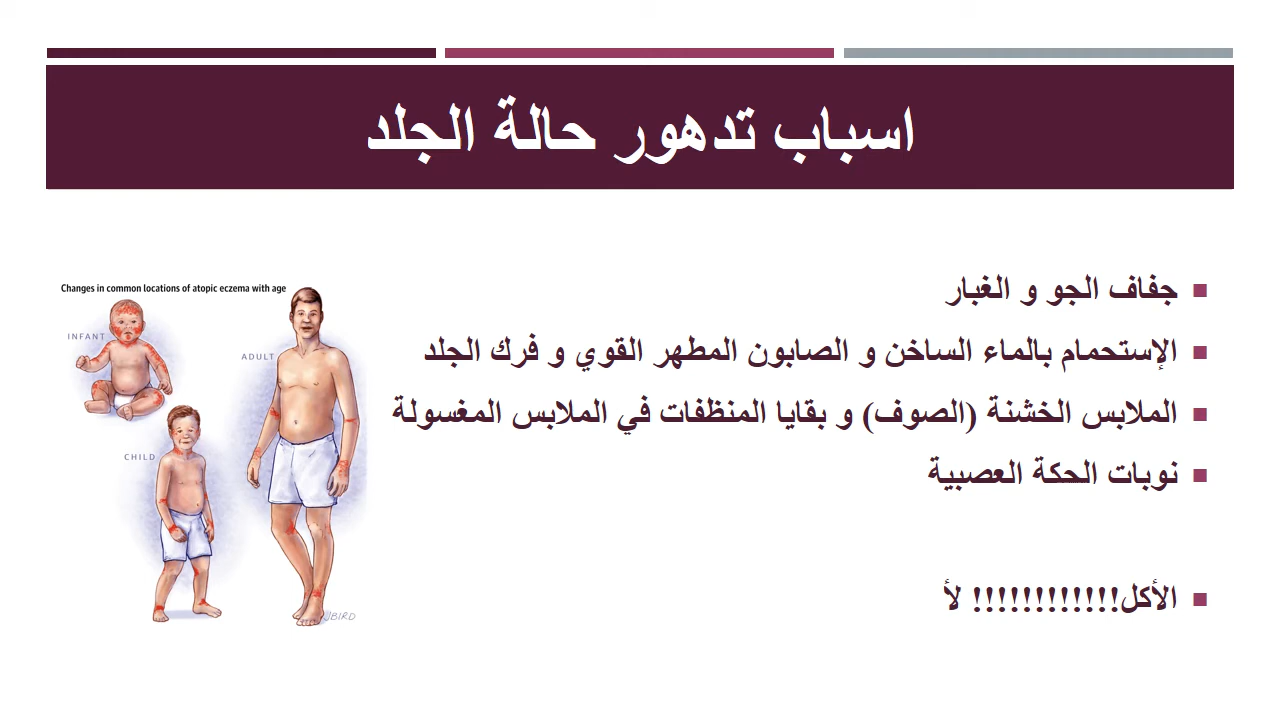 اسباب تدهور حالة الجلد
جفاف الجو و الغبار
الإستحمام بالماء الساخن و الصابون المطهر القوي و فرك الجلد
الملابس الخشنة (الصوف) و بقايا المنظفات في الملابس المغسولة
نوبات الحكة العصبية
الأكل!!!!!!!!!!!! لأ
Changes in common locations of atopic eczema with age
INFANT
ADULT
CHILD
JBIRD